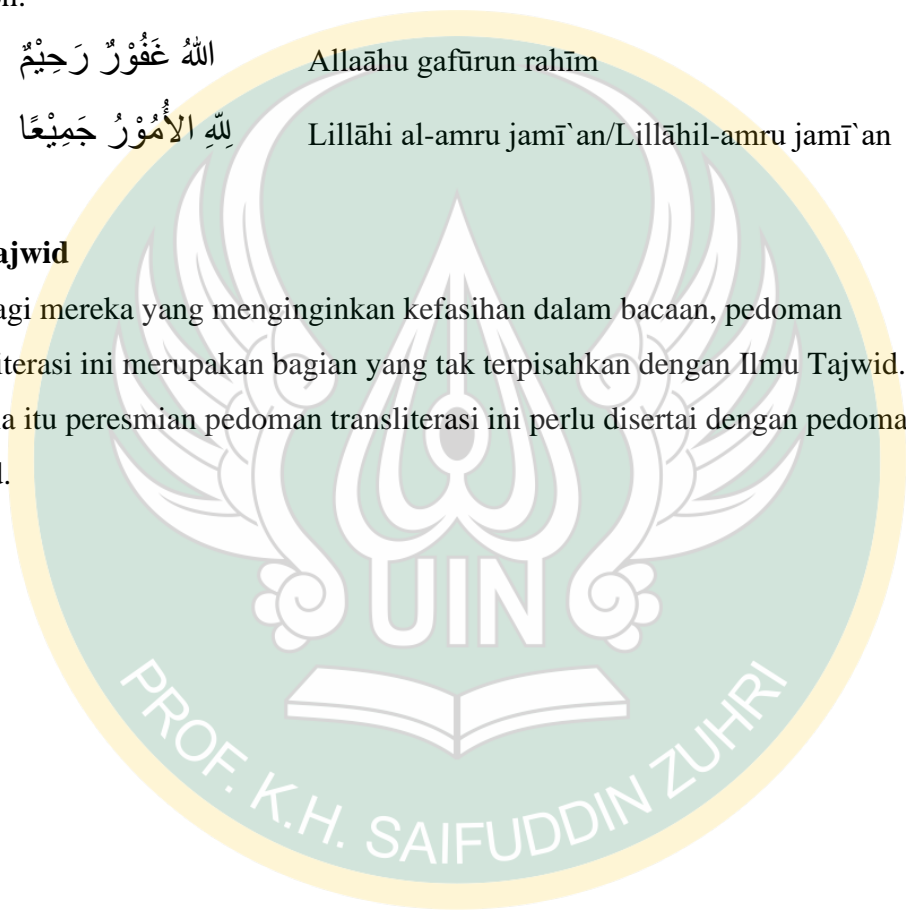 اللهُ غَفُوْرٌ رَحِيْمٌ Allaāhu gafūrun rahīm
لِلّٰهِ الأُمُوْرُ جَمِيْعًا Lillāhi al-amru jamī`an/Lillāhil-amru jamī`an
ajwid
agi mereka yang menginginkan kefasihan dalam bacaan, pedoman
literasi ini merupakan bagian yang tak terpisahkan dengan Ilmu Tajwid.
a itu peresmian pedoman transliterasi ini perlu disertai dengan pedoma
UIN
PROF. K.H. SAIFUDDIN ZUHRI